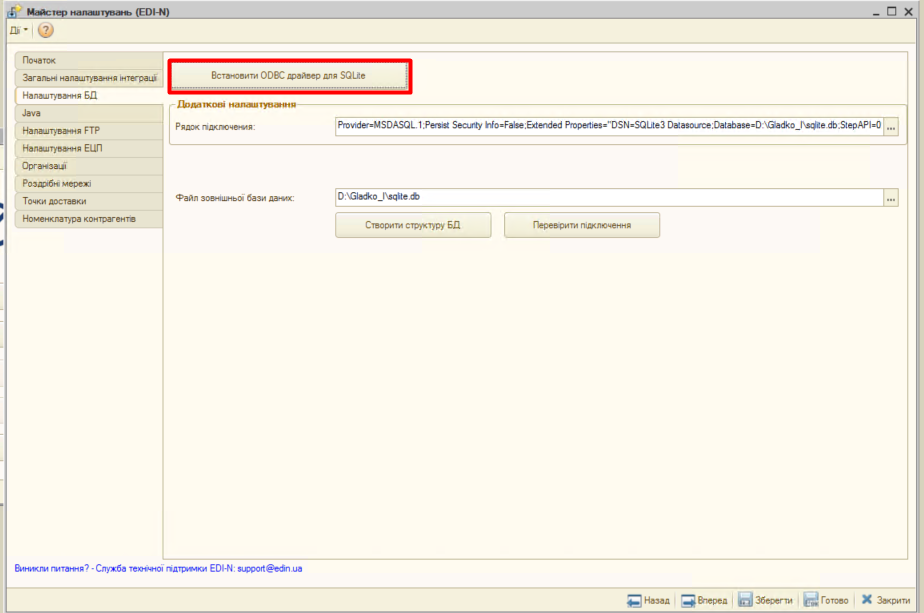 Майстер налаштувань (EDI-N)
Дії
Початок
Загальні налаштування інтеграції
Налаштування БД
Java
Налаштування FTP
Налаштування ЕЦП
Організації
Роздрібні мережі
Точки доставки
Номенклатура контрагентів
Встановити ODBC драйвер для SQLite
Додаткові налаштування
Рядок підключення: Provider=MSDASQL.1;Persist Security Info=False;Extended Properties="DSN=SQLite3 Datasource;Database=D:\Gladko_I\sqlite.db;StepAPI=0 ...
Файл зовнішньої бази даних: D:\Gladko_I\sqlite.db ...
Створити структуру БД Перевірити підключення
Виникли питання? - Служба технічної підтримки EDI-N: support@edin.ua
Назад Вперед Зберегти Готово Закрити